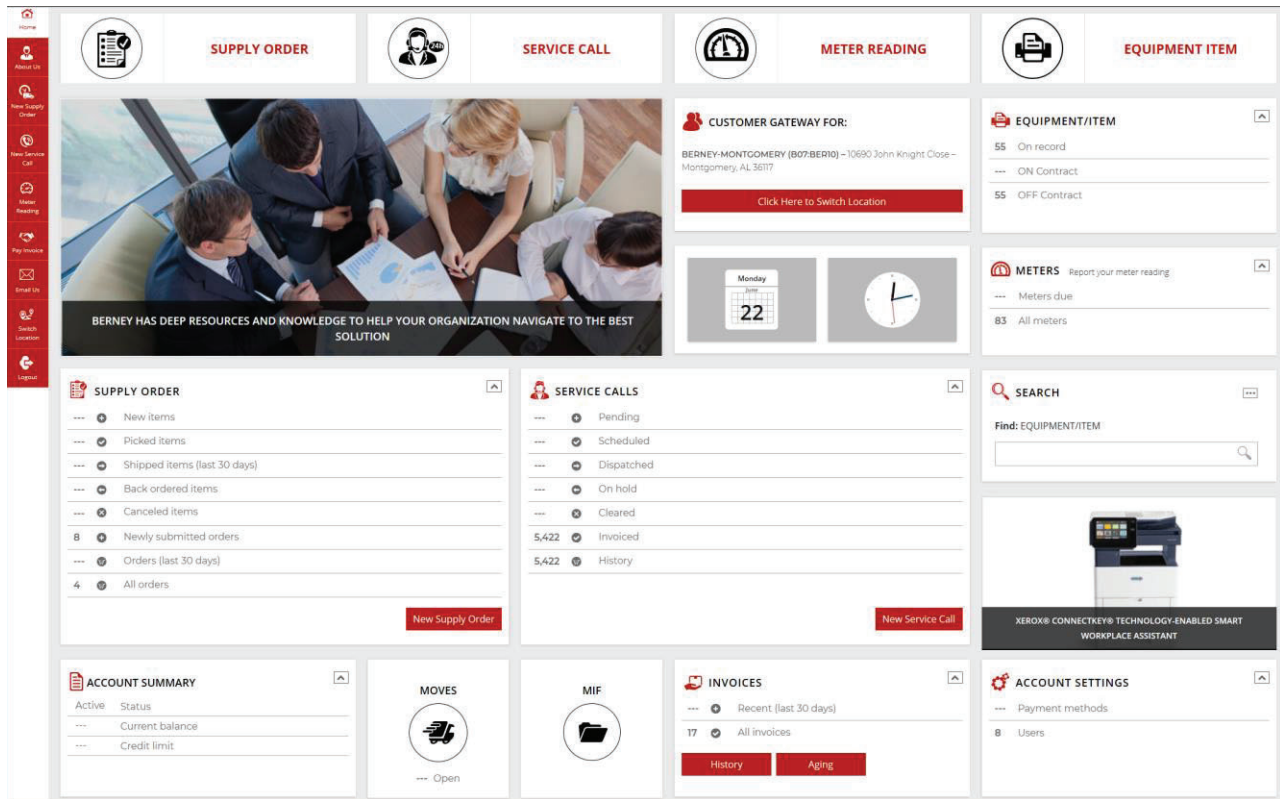 Home
About Us
New Supply
Order
New Service
Call
Meter
Reading
Pay Invoice
Email Us
Switch
Location
Logout
SUPPLY ORDER
24h
SERVICE CALL
METER READING
EQUIPMENT ITEM
BERNEY HAS DEEP RESOURCES AND KNOWLEDGE TO HELP YOUR ORGANIZATION NAVIGATE TO THE BEST
SOLUTION
CUSTOMER GATEWAY FOR:
BERNEY-MONTGOMERY (B07:BER10) – 10690 John Knight Close –
Montgomery, AL 36117
Click Here to Switch Location
Monday
June
22
EQUIPMENT/ITEM
55 On record
--- ON Contract
55 OFF Contract
METERS Report your meter reading
--- Meters due
83 All meters
SUPPLY ORDER
--- New items
--- Picked items
--- Shipped items (last 30 days)
--- Back ordered items
--- Canceled items
8 Newly submitted orders
--- Orders (last 30 days)
4 All orders
New Supply Order
SERVICE CALLS
--- Pending
--- Scheduled
--- Dispatched
--- On hold
--- Cleared
5,422 Invoiced
5,422 History
New Service Call
SEARCH
Find: EQUIPMENT/ITEM
XEROX® CONNECTKEY® TECHNOLOGY-ENABLED SMART
WORKPLACE ASSISTANT
ACCOUNT SUMMARY
Active Status
--- Current balance
--- Credit limit
MOVES
--- Open
MIF
INVOICES
--- Recent (last 30 days)
17 All invoices
History
Aging
ACCOUNT SETTINGS
--- Payment methods
8 Users